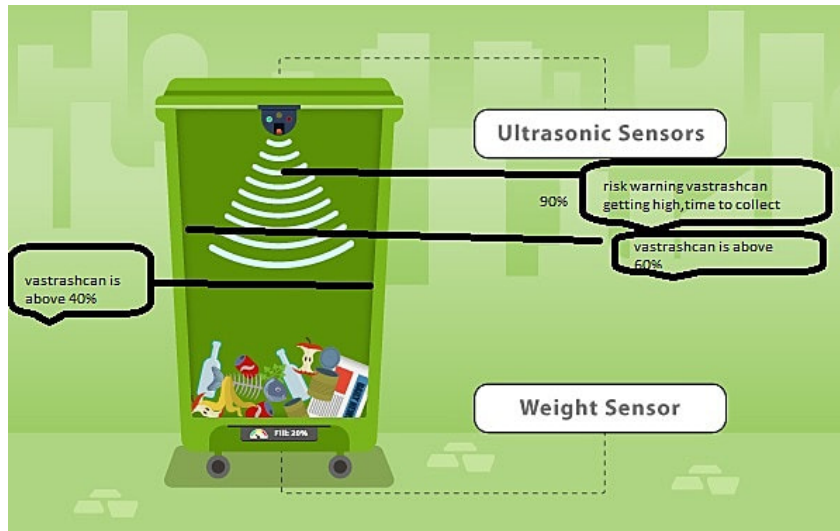 Ultrasonic Sensors
risk warning vastrashcan
getting high,time to collect
90%
vastrashcan is above
60%
vastrashcan is
above 40%
Weight Sensor
Fill: 20%